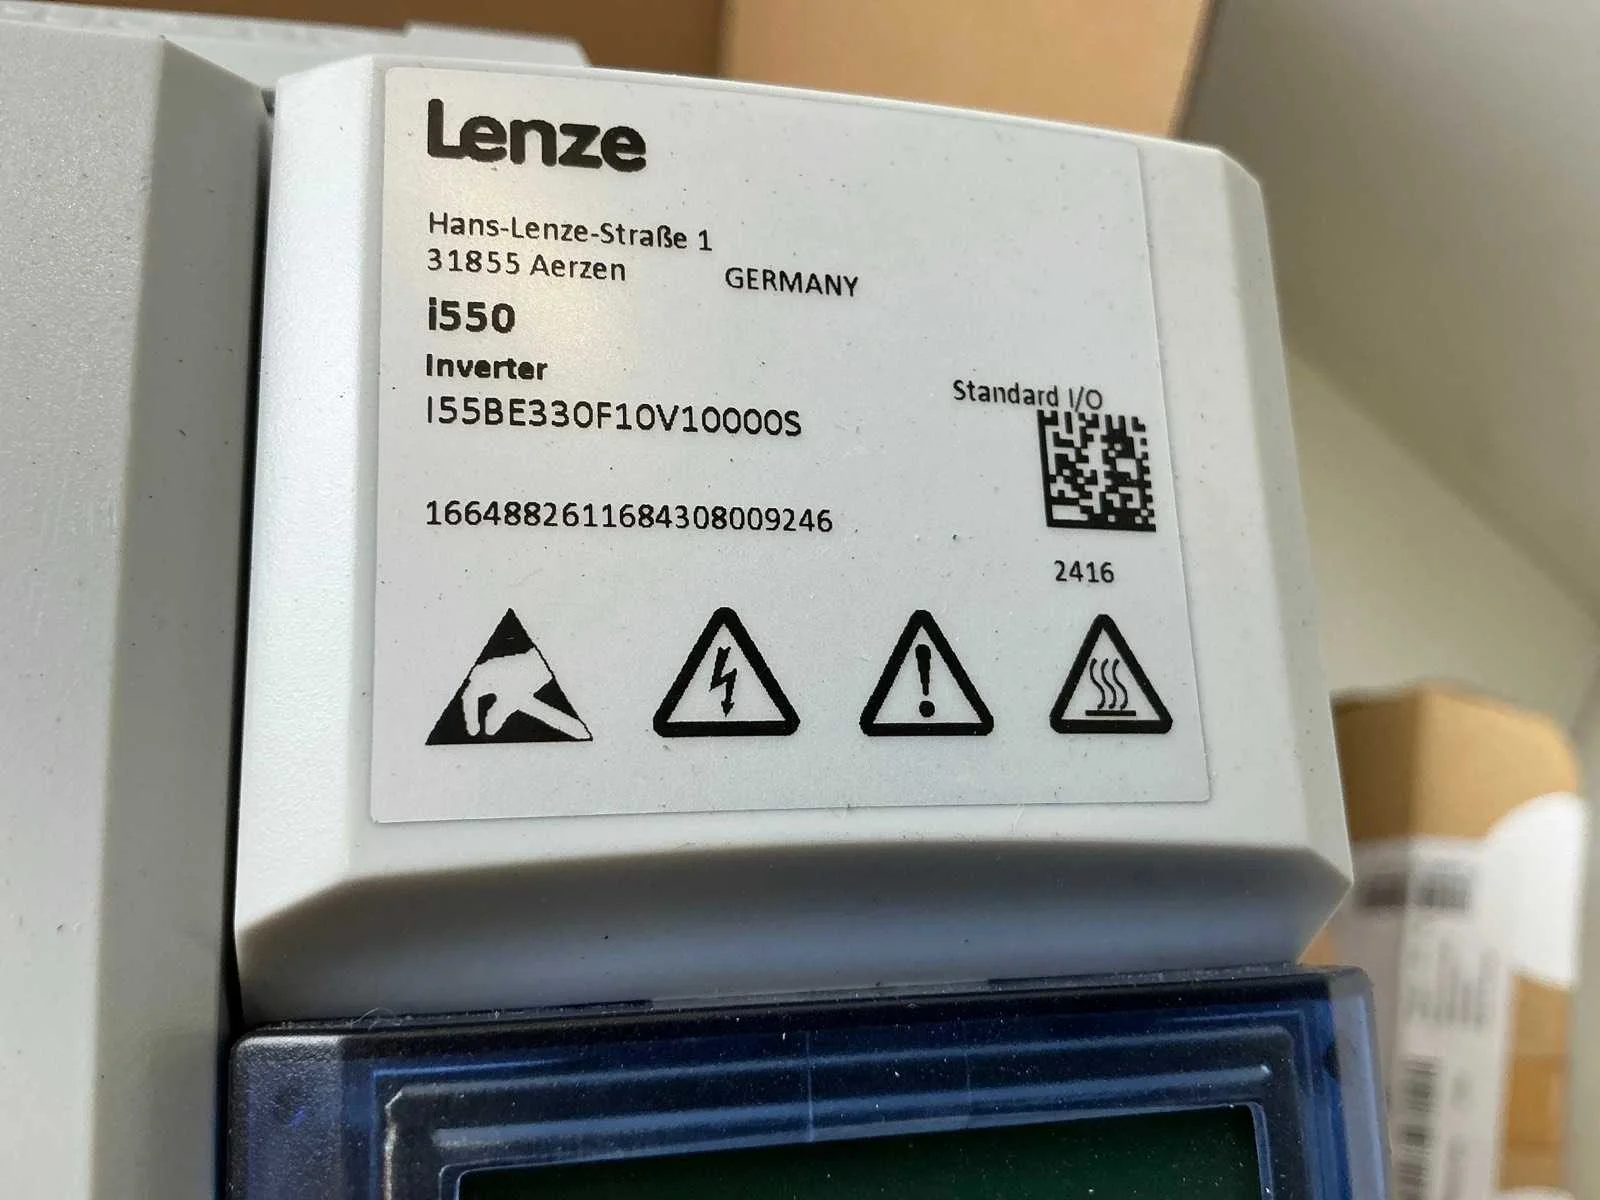 Lenze
Hans-Lenze-Straße 1
31855 Aerzen
GERMANY
i550
Inverter
Standard I/O
I55BE330F10V10000S
1664882611684308009246
2416